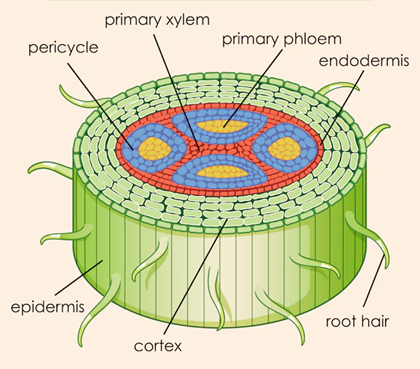 primary xylem
pericycle
primary phloem
endodermis
epidermis
root hair
cortex